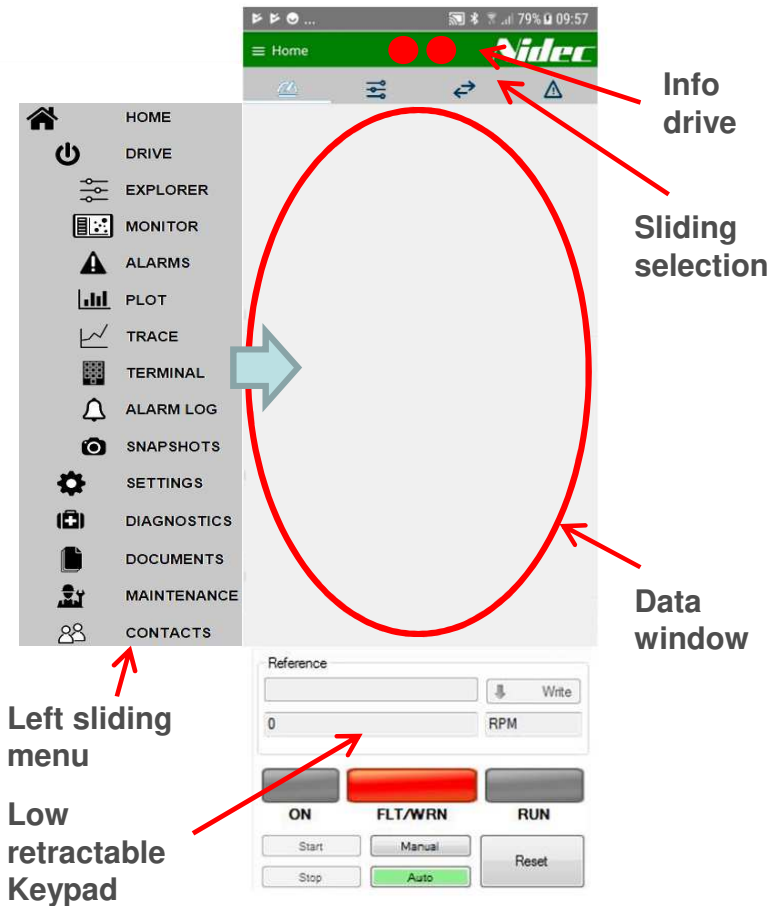 ... 79% 09:57
Home
Nidec
Info
drive
Sliding
selection
HOME
DRIVE
EXPLORER
MONITOR
ALARMS
PLOT
TRACE
TERMINAL
ALARM LOG
SNAPSHOTS
SETTINGS
DIAGNOSTICS
DOCUMENTS
MAINTENANCE
CONTACTS
Data
window
Left sliding
menu
Low
retractable
Keypad
Reference
Write
0 RPM
ON FLT/WRN RUN
Start Manual Reset
Stop Auto